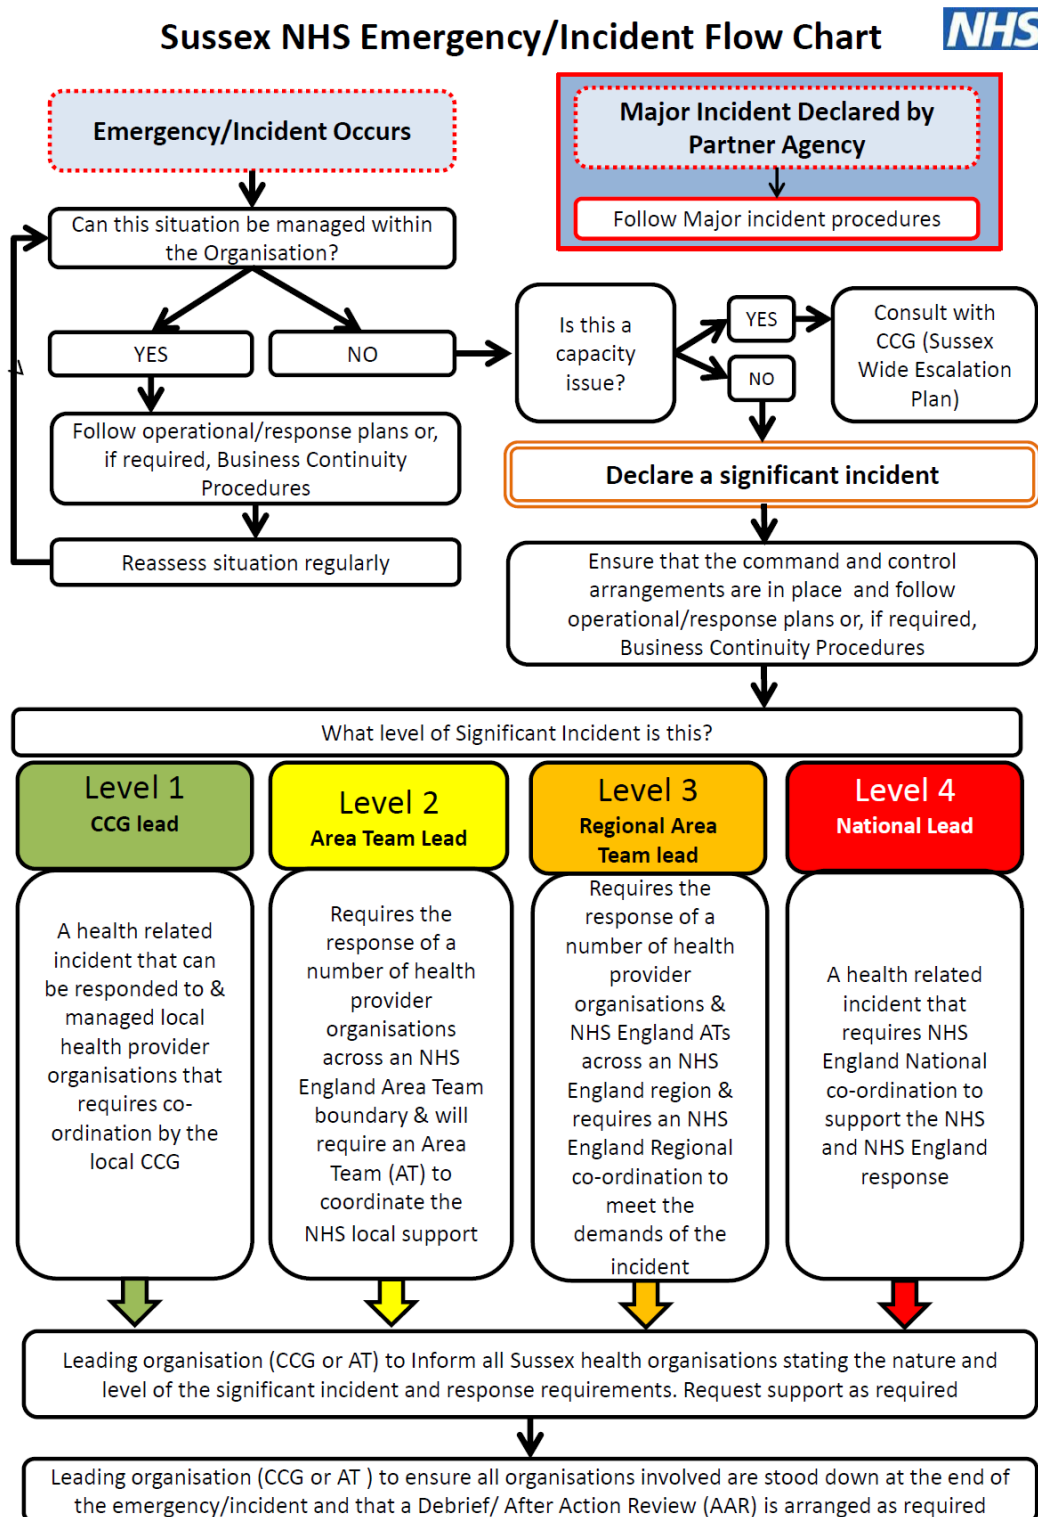 Sussex NHS Emergency/Incident Flow Chart
NHS
Emergency/Incident Occurs
Major Incident Declared by
Partner Agency
Follow Major incident procedures
Can this situation be managed within
the Organisation?
YES
NO
Is this a
capacity
issue?
YES
NO
Consult with
CCG (Sussex
Wide Escalation
Plan)
Follow operational/response plans or,
if required, Business Continuity
Procedures
Reassess situation regularly
Declare a significant incident
Ensure that the command and control
arrangements are in place and follow
operational/response plans or, if required,
Business Continuity Procedures
What level of Significant Incident is this?
Level 1
CCG lead
A health related
incident that can
be responded to &
managed local
health provider
organisations that
requires co-
ordination by the
local CCG
Level 2
Area Team Lead
Requires the
response of a
number of health
provider
organisations
across an NHS
England Area Team
boundary & will
require an Area
Team (AT) to
coordinate the
NHS local support
Level 3
Regional Area
Team lead
Requires the
response of a
number of health
provider
organisations &
NHS England ATs
across an NHS
England region &
requires an NHS
England Regional
co-ordination to
meet the
demands of the
incident
Level 4
National Lead
A health related
incident that
requires NHS
England National
co-ordination to
support the NHS
and NHS England
response
Leading organisation (CCG or AT) to Inform all Sussex health organisations stating the nature and
level of the significant incident and response requirements. Request support as required
Leading organisation (CCG or AT ) to ensure all organisations involved are stood down at the end of
the emergency/incident and that a Debrief/ After Action Review (AAR) is arranged as required